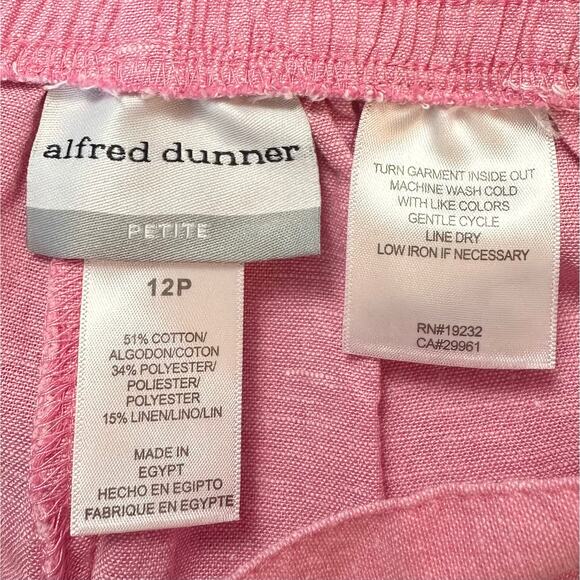 alfred dunner
PETITE
12P
51% COTTON/
ALGODON/COTON
34% POLYESTER/
POLIESTER/
POLYESTER
15% LINEN/LINO/LIN
MADE IN
EGYPT
HECHO EN EGIPTO
FABRIQUE EN EGYPTE
TURN GARMENT INSIDE OUT
MACHINE WASH COLD
WITH LIKE COLORS
GENTLE CYCLE
LINE DRY
LOW IRON IF NECESSARY
RN#19232
CA#29961